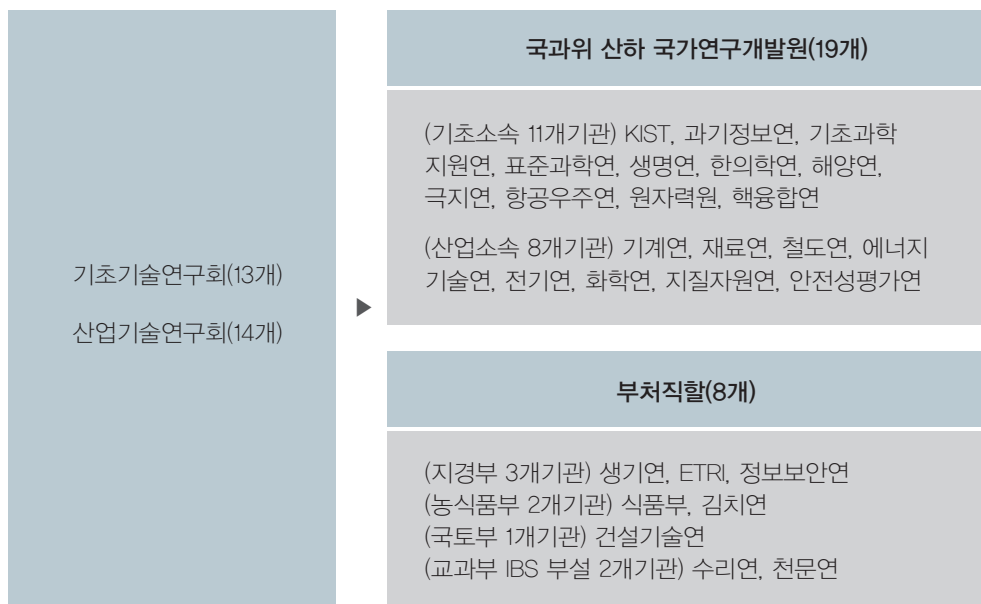 기초기술연구회(13개)
산업기술연구회(14개)
▶
국과위 산하 국가연구개발원(19개)
(기초소속 11개기관) KIST, 과기정보연, 기초과학
지원연, 표준과학연, 생명연, 한의학연, 해양연,
극지연, 항공우주연, 원자력원, 핵융합연
(산업소속 8개기관) 기계연, 재료연, 철도연, 에너지
기술연, 전기연, 화학연, 지질자원연, 안전성평가연
부처직할(8개)
(지경부 3개기관) 생기연, ETRI, 정보보안연
(농식품부 2개기관) 식품부, 김치연
(국토부 1개기관) 건설기술연
(교과부 IBS 부설 2개기관) 수리연, 천문연